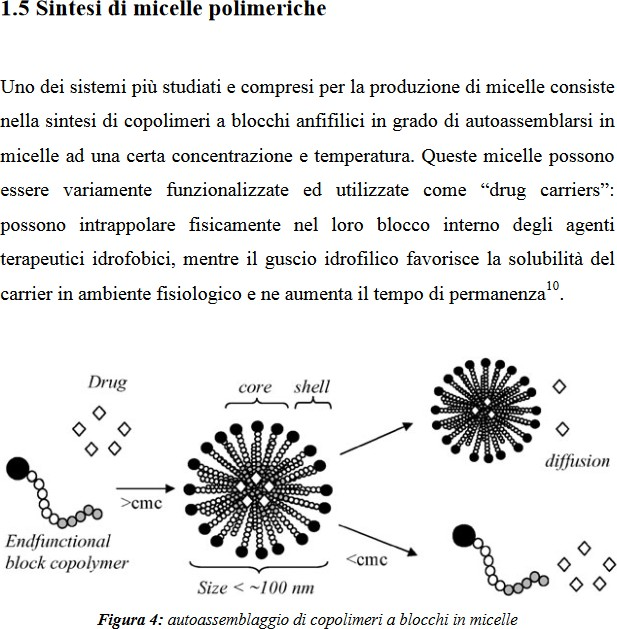 1.5 Sintesi di micelle polimeriche
Uno dei sistemi più studiati e compresi per la produzione di micelle consiste
nella sintesi di copolimeri a blocchi anfifilici in grado di autoassemblarsi in
micelle ad una certa concentrazione e temperatura. Queste micelle possono
essere variamente funzionalizzate ed utilizzate come “drug carriers”:
possono intrappolare fisicamente nel loro blocco interno degli agenti
terapeutici idrofobici, mentre il guscio idrofilico favorisce la solubilità del
carrier in ambiente fisiologico e ne aumenta il tempo di permanenza10.
Drug
core shell
diffusion
>cmc
Endfunctional
block copolymer
<cmc
Size < ~100 nm
Figura 4: autoassemblaggio di copolimeri a blocchi in micelle